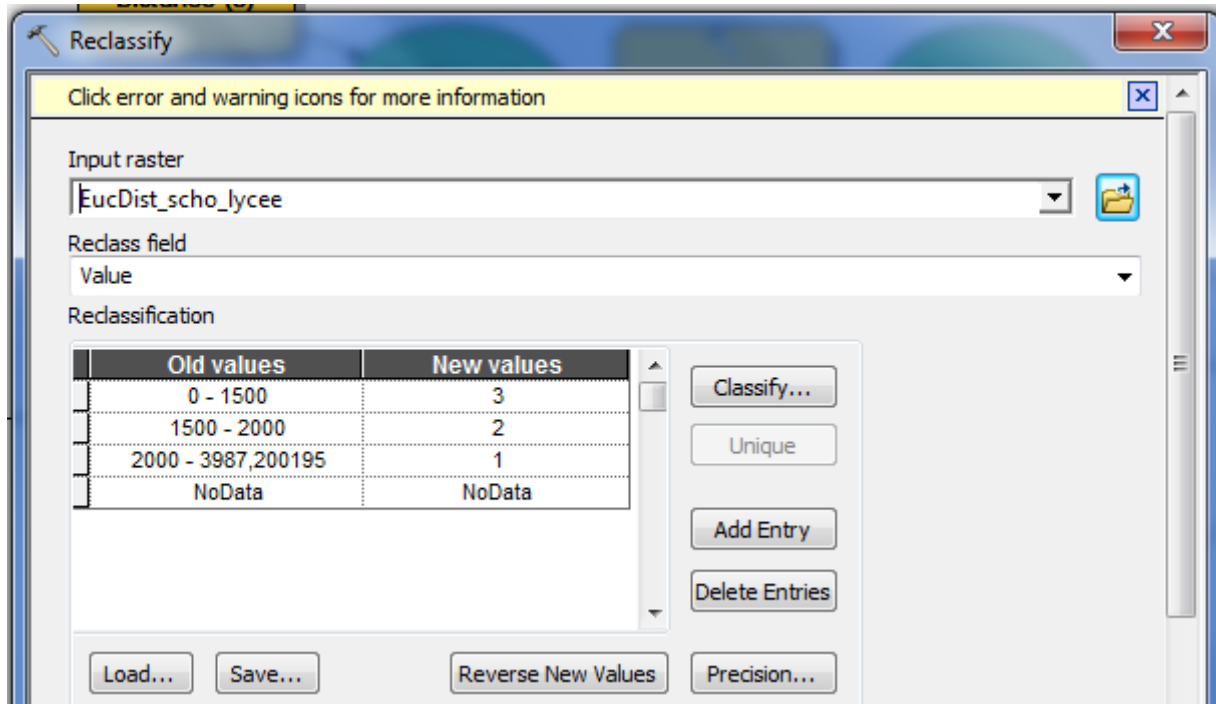 Distance (6)
Reclassify
Click error and warning icons for more information
Input raster
EucDist_scho_lycee
Reclass field
Value
Reclassification
Old values New values
0 - 1500 3
1500 - 2000 2
2000 - 3987,200195 1
NoData NoData
Classify...
Unique
Add Entry
Delete Entries
Load... Save... Reverse New Values Precision...